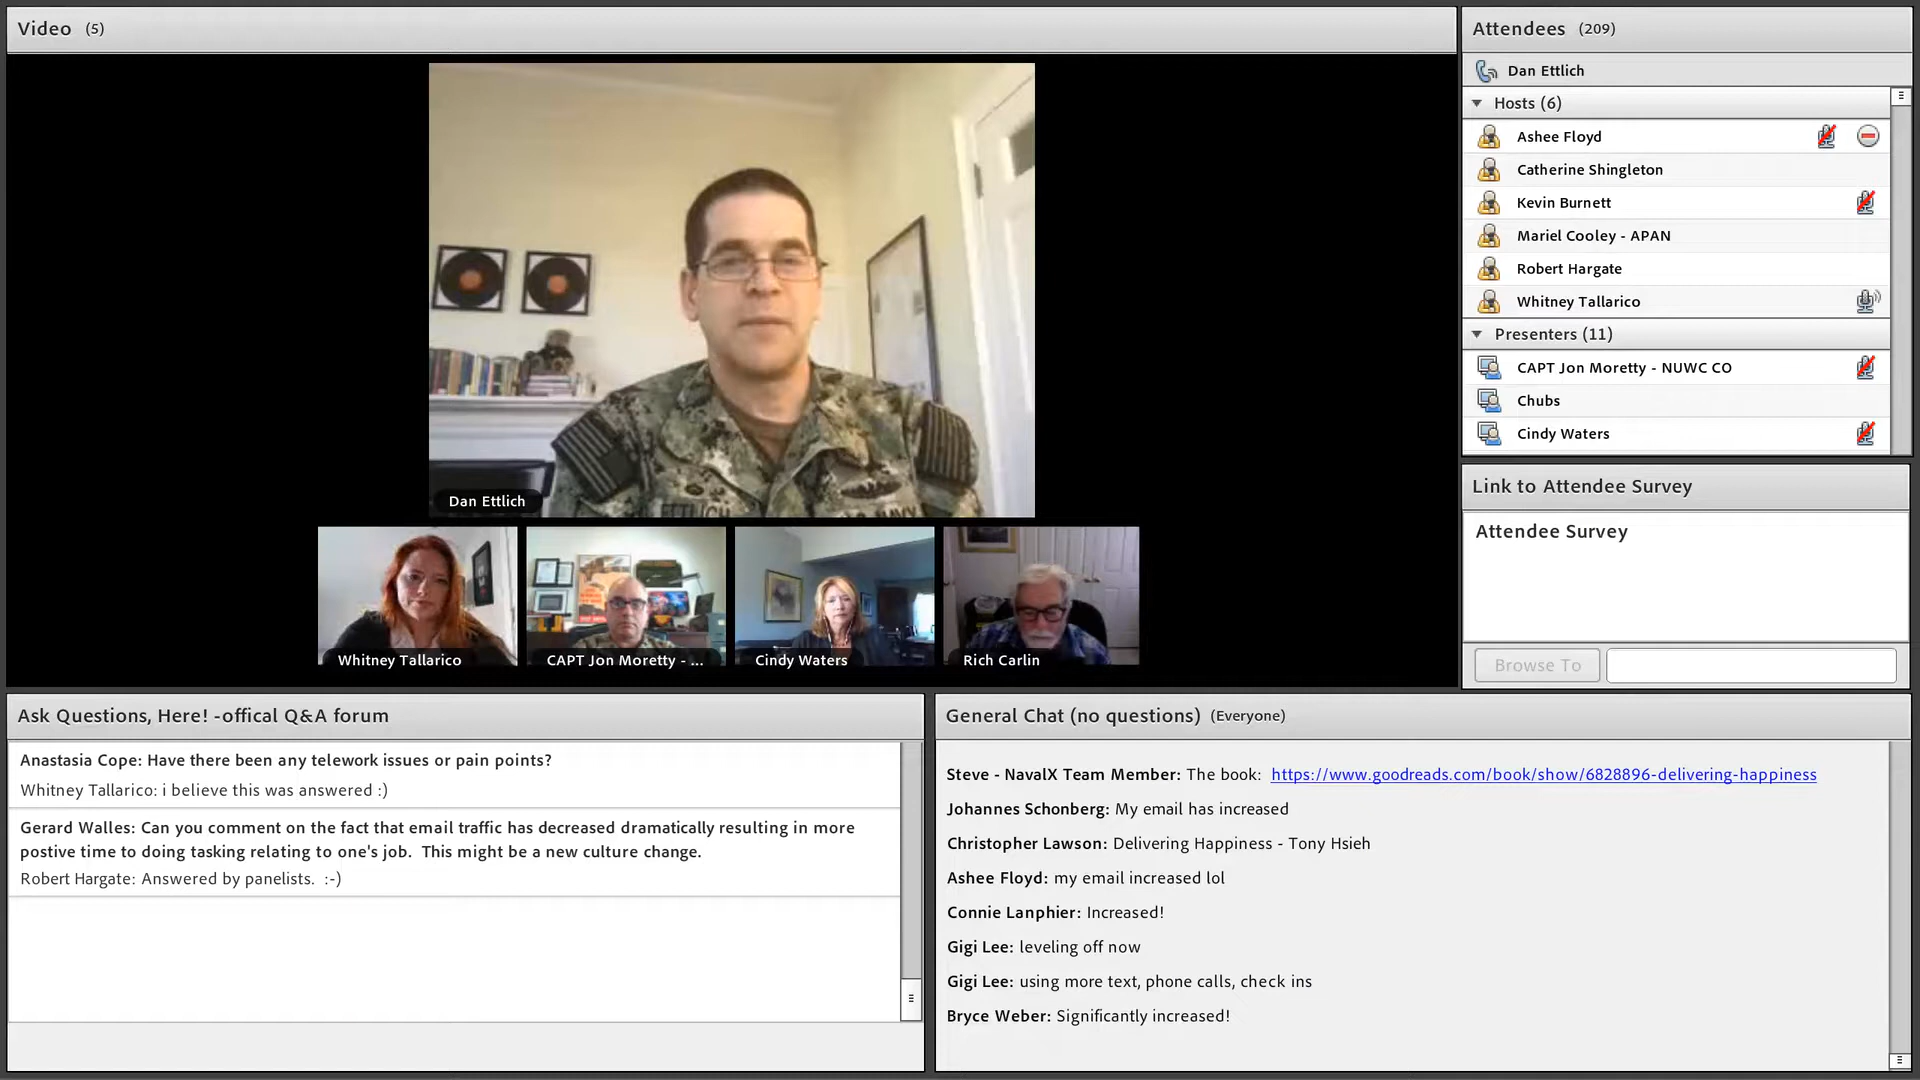 Video (5)
Dan Ettlich
Whitney Tallarico
CAPT Jon Moretty - ...
Cindy Waters
Rich Carlin
Attendees (209)
Dan Ettlich
Hosts (6)
Ashee Floyd
Catherine Shingleton
Kevin Burnett
Mariel Cooley - APAN
Robert Hargate
Whitney Tallarico
Presenters (11)
CAPT Jon Moretty - NUWC CO
Chubs
Cindy Waters
Link to Attendee Survey
Attendee Survey
Browse To
Ask Questions, Here! -offical Q&A forum
Anastasia Cope: Have there been any telework issues or pain points?
Whitney Tallarico: i believe this was answered :)
Gerard Walles: Can you comment on the fact that email traffic has decreased dramatically resulting in more
postive time to doing tasking relating to one's job.  This might be a new culture change.
Robert Hargate: Answered by panelists.  :-)
General Chat (no questions) (Everyone)
Steve - NavalX Team Member: The book:  https://www.goodreads.com/book/show/6828896-delivering-happiness
Johannes Schonberg: My email has increased
Christopher Lawson: Delivering Happiness - Tony Hsieh
Ashee Floyd: my email increased lol
Connie Lanphier: Increased!
Gigi Lee: leveling off now
Gigi Lee: using more text, phone calls, check ins
Bryce Weber: Significantly increased!